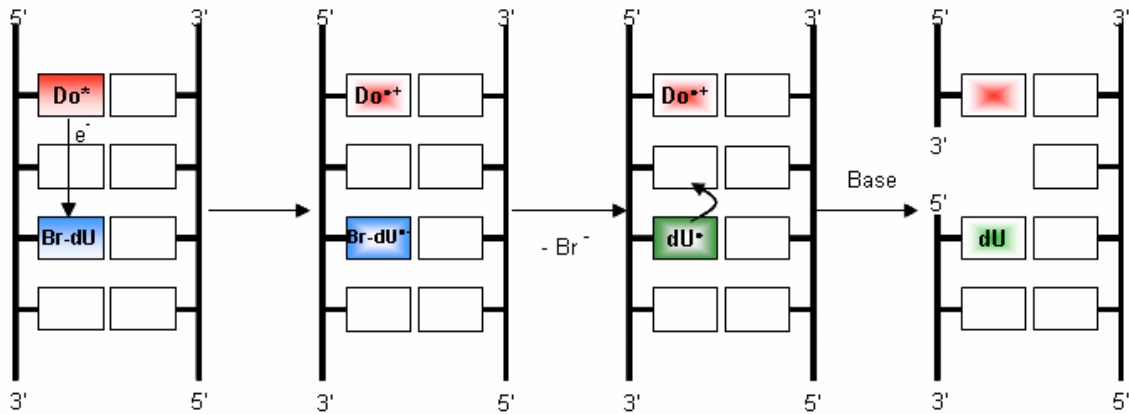 5' 3' 5' 3' 5' 3' 5' 3'
Do* Do•+ Do•+
e-
3'
Base
5'
Br-dU Br-dU•- dU• dU
- Br -
3' 5' 3' 5' 3' 5' 3' 5'